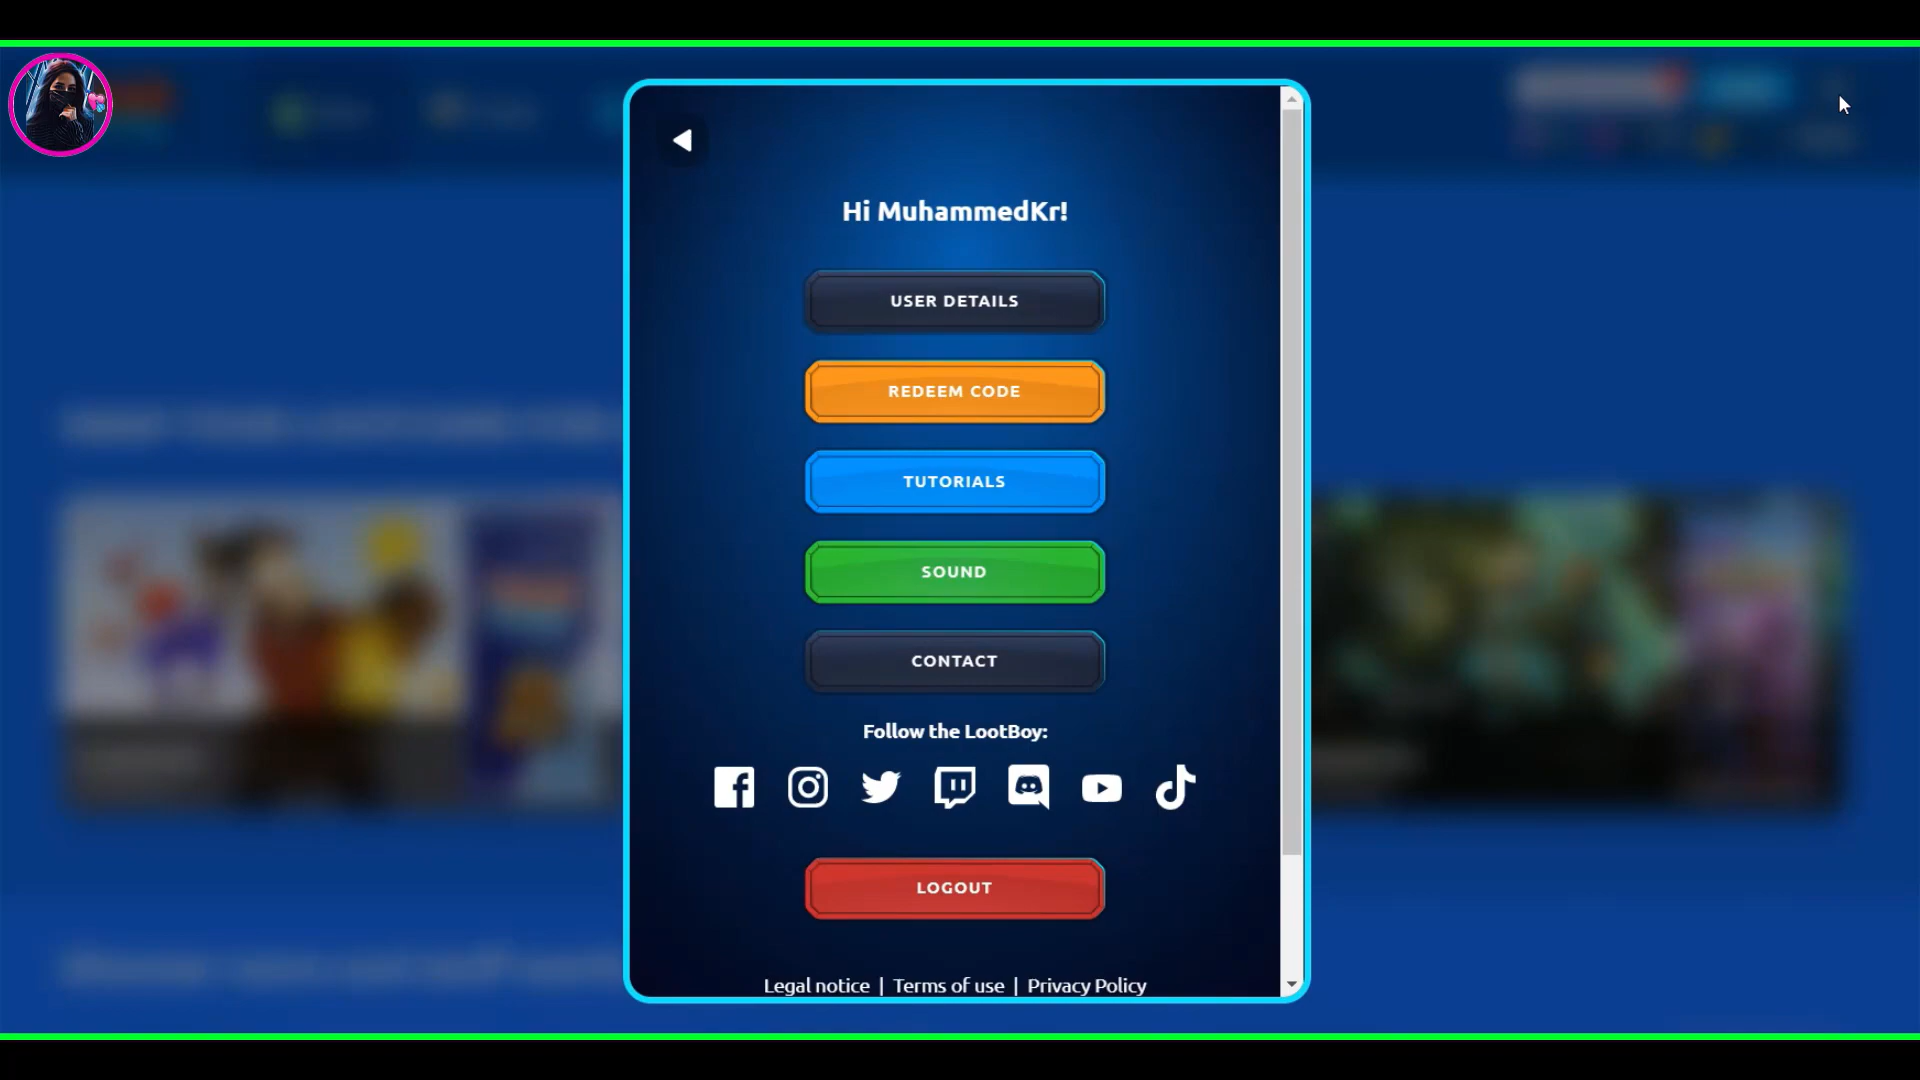 Hi MuhammedKr!
USER DETAILS
REDEEM CODE
TUTORIALS
SOUND
CONTACT
Follow the LootBoy:
LOGOUT
Legal notice | Terms of use | Privacy Policy